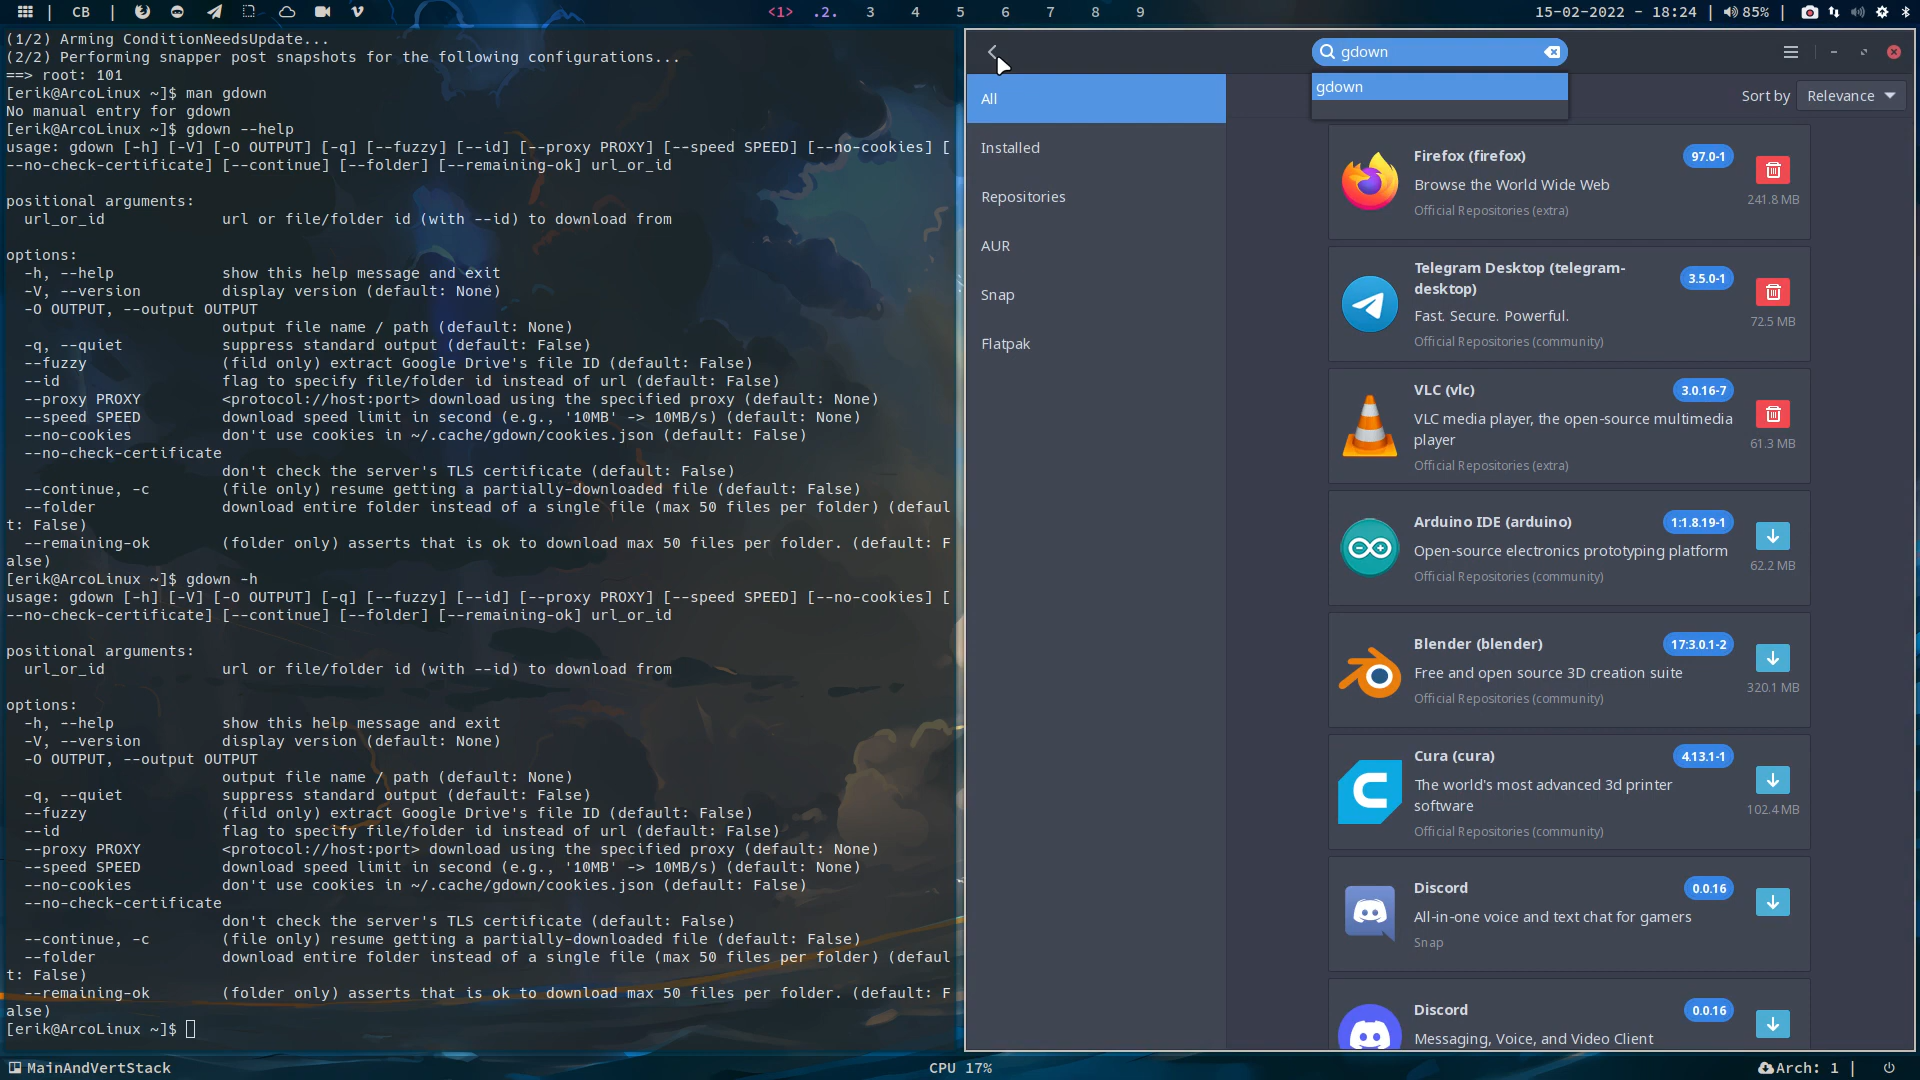 CB
<1> .2. 3 4 5 6 7 8 9
15-02-2022 - 18:24 | 85% |
(1/2) Arming ConditionNeedsUpdate...
(2/2) Performing snapper post snapshots for the following configurations...
==> root: 101
[erik@ArcoLinux ~]$ man gdown
No manual entry for gdown
[erik@ArcoLinux ~]$ gdown --help
usage: gdown [-h] [-V] [-O OUTPUT] [-q] [--fuzzy] [--id] [--proxy PROXY] [--speed SPEED] [--no-cookies] [
--no-check-certificate] [--continue] [--folder] [--remaining-ok] url_or_id
positional arguments:
url_or_id url or file/folder id (with --id) to download from
options:
-h, --help show this help message and exit
-V, --version display version (default: None)
-O OUTPUT, --output OUTPUT
output file name / path (default: None)
-q, --quiet suppress standard output (default: False)
--fuzzy (fild only) extract Google Drive's file ID (default: False)
--id flag to specify file/folder id instead of url (default: False)
--proxy PROXY <protocol://host:port> download using the specified proxy (default: None)
--speed SPEED download speed limit in second (e.g., '10MB' -> 10MB/s) (default: None)
--no-cookies don't use cookies in ~/.cache/gdown/cookies.json (default: False)
--no-check-certificate
don't check the server's TLS certificate (default: False)
--continue, -c (file only) resume getting a partially-downloaded file (default: False)
--folder download entire folder instead of a single file (max 50 files per folder) (defaul
t: False)
--remaining-ok (folder only) asserts that is ok to download max 50 files per folder. (default: F
alse)
[erik@ArcoLinux ~]$ gdown -h
usage: gdown [-h] [-V] [-O OUTPUT] [-q] [--fuzzy] [--id] [--proxy PROXY] [--speed SPEED] [--no-cookies] [
--no-check-certificate] [--continue] [--folder] [--remaining-ok] url_or_id
positional arguments:
url_or_id url or file/folder id (with --id) to download from
options:
-h, --help show this help message and exit
-V, --version display version (default: None)
-O OUTPUT, --output OUTPUT
output file name / path (default: None)
-q, --quiet suppress standard output (default: False)
--fuzzy (fild only) extract Google Drive's file ID (default: False)
--id flag to specify file/folder id instead of url (default: False)
--proxy PROXY <protocol://host:port> download using the specified proxy (default: None)
--speed SPEED download speed limit in second (e.g., '10MB' -> 10MB/s) (default: None)
--no-cookies don't use cookies in ~/.cache/gdown/cookies.json (default: False)
--no-check-certificate
don't check the server's TLS certificate (default: False)
--continue, -c (file only) resume getting a partially-downloaded file (default: False)
--folder download entire folder instead of a single file (max 50 files per folder) (defaul
t: False)
--remaining-ok (folder only) asserts that is ok to download max 50 files per folder. (default: F
alse)
[erik@ArcoLinux ~]$
gdown
gdown
Sort by Relevance
All
Installed
Repositories
AUR
Snap
Flatpak
Firefox (firefox) 97.0-1
Browse the World Wide Web
Official Repositories (extra)
241.8 MB
Telegram Desktop (telegram-
desktop) 3.5.0-1
Fast. Secure. Powerful.
Official Repositories (community)
72.5 MB
VLC (vlc) 3.0.16-7
VLC media player, the open-source multimedia
player
Official Repositories (extra)
61.3 MB
Arduino IDE (arduino) 1:1.8.19-1
Open-source electronics prototyping platform
Official Repositories (community)
62.2 MB
Blender (blender) 17:3.0.1-2
Free and open source 3D creation suite
Official Repositories (community)
320.1 MB
Cura (cura) 4.13.1-1
The world's most advanced 3d printer
software
Official Repositories (community)
102.4 MB
Discord 0.0.16
All-in-one voice and text chat for gamers
Snap
Discord 0.0.16
Messaging, Voice, and Video Client
MainAndVertStack
CPU 17%
Arch: 1 |